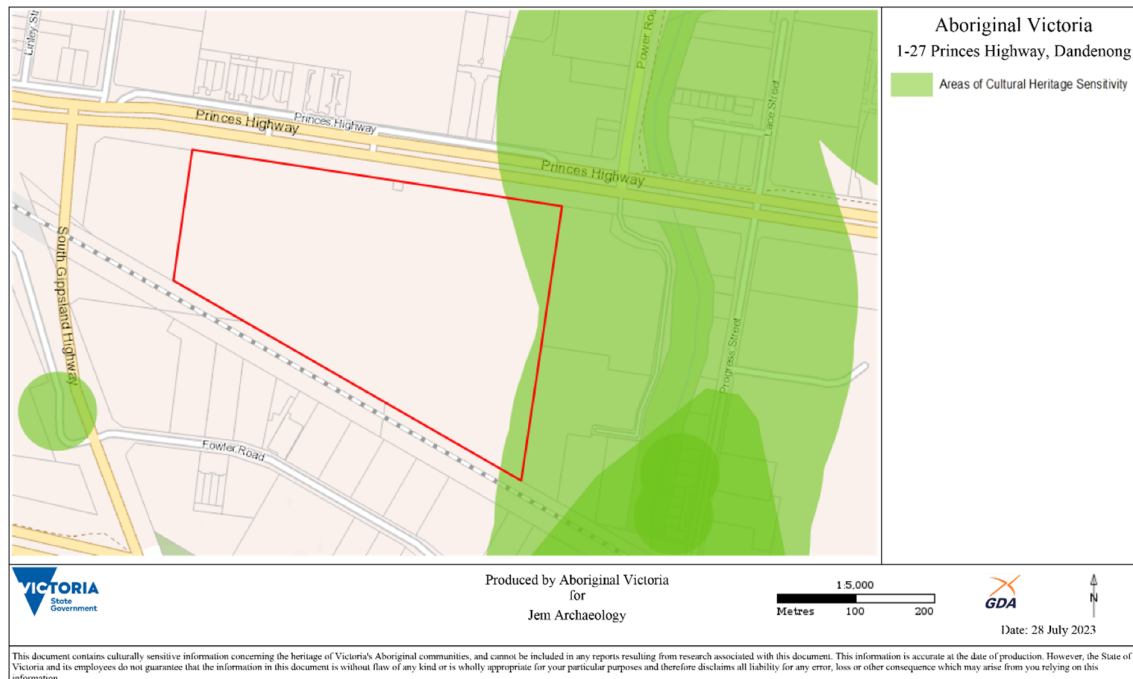 Aboriginal Victoria
1-27 Princes Highway, Dandenong
Areas of Cultural Heritage Sensitivity
Linley Str
Power Roa
Lace Street
Princes Highway
Princes Highway
Princes Highway
South Gippsland Highway
Progress Street
Fowler Road
VICTORIA
State
Government
Produced by Aboriginal Victoria
for
Jem Archaeology
1:5,000
Metres 100 200
GDA
N
Date: 28 July 2023
This document contains culturally sensitive information concerning the heritage of Victoria's Aboriginal communities, and cannot be included in any reports resulting from research associated with this document. This information is accurate at the date of production. However, the State of
Victoria and its employees do not guarantee that the information in this document is without flaw of any kind or is wholly appropriate for your particular purposes and therefore disclaims all liability for any error, loss or other consequence which may arise from you relying on this
information.